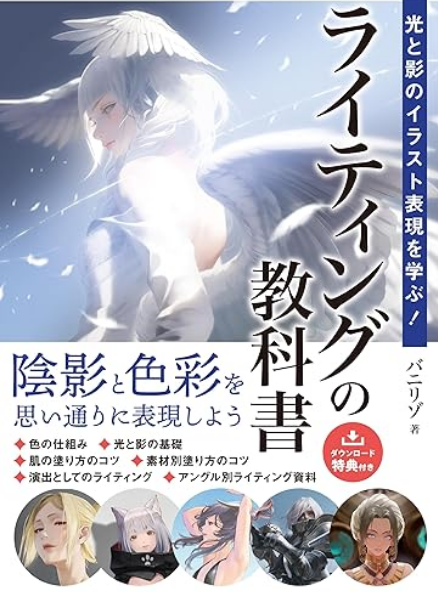 光と影のイラスト表現を学ぶ！
ライティングの
教科書
バニリゾ 著
陰影と色彩を
思い通りに表現しよう
ダウンロード
特典付き
色の仕組み 光と影の基礎
肌の塗り方のコツ 素材別塗り方のコツ
演出としてのライティング アングル別ライティング資料